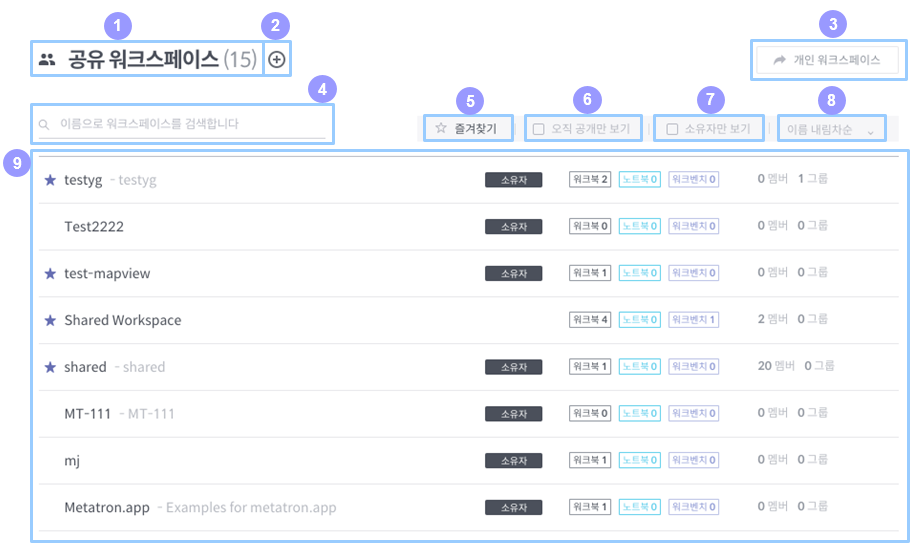 1 2 3
공유 워크스페이스 (15)
개인 워크스페이스
4 5 6 7 8
이름으로 워크스페이스를 검색합니다
즐겨찾기 | 오직 공개만 보기 | 소유자만 보기 | 이름 내림차순
9
testyg - testyg 소유자 워크북 2 노트북 0 워크벤치 0 0 멤버 1 그룹
Test2222 소유자 워크북 0 노트북 0 워크벤치 0 0 멤버 0 그룹
test-mapview 소유자 워크북 1 노트북 0 워크벤치 0 0 멤버 0 그룹
Shared Workspace 워크북 4 노트북 0 워크벤치 1 2 멤버 0 그룹
shared - shared 소유자 워크북 1 노트북 0 워크벤치 0 20 멤버 0 그룹
MT-111 - MT-111 소유자 워크북 0 노트북 0 워크벤치 0 0 멤버 0 그룹
mj 소유자 워크북 1 노트북 0 워크벤치 0 0 멤버 0 그룹
Metatron.app - Examples for metatron.app 소유자 워크북 1 노트북 0 워크벤치 0 0 멤버 0 그룹